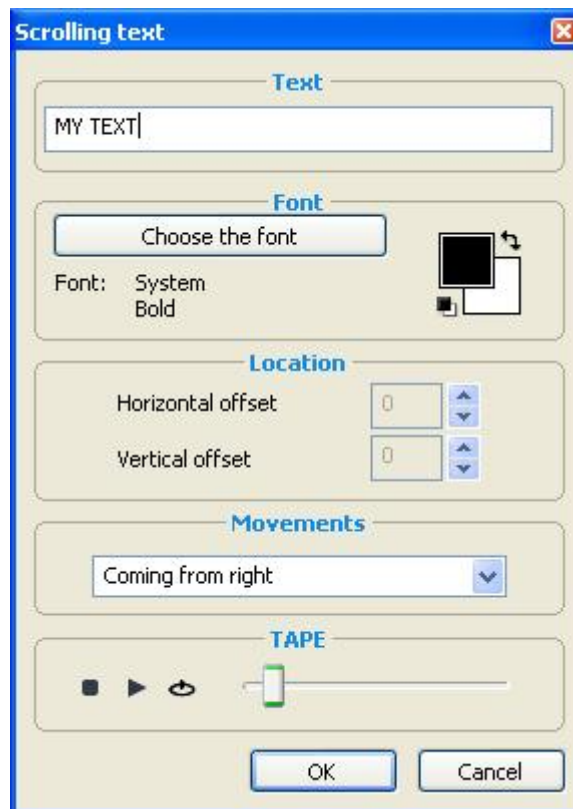 Scrolling text
Text
MY TEXT
Font
Choose the font
Font: System
Bold
Location
Horizontal offset 0
Vertical offset 0
Movements
Coming from right
TAPE
OK Cancel